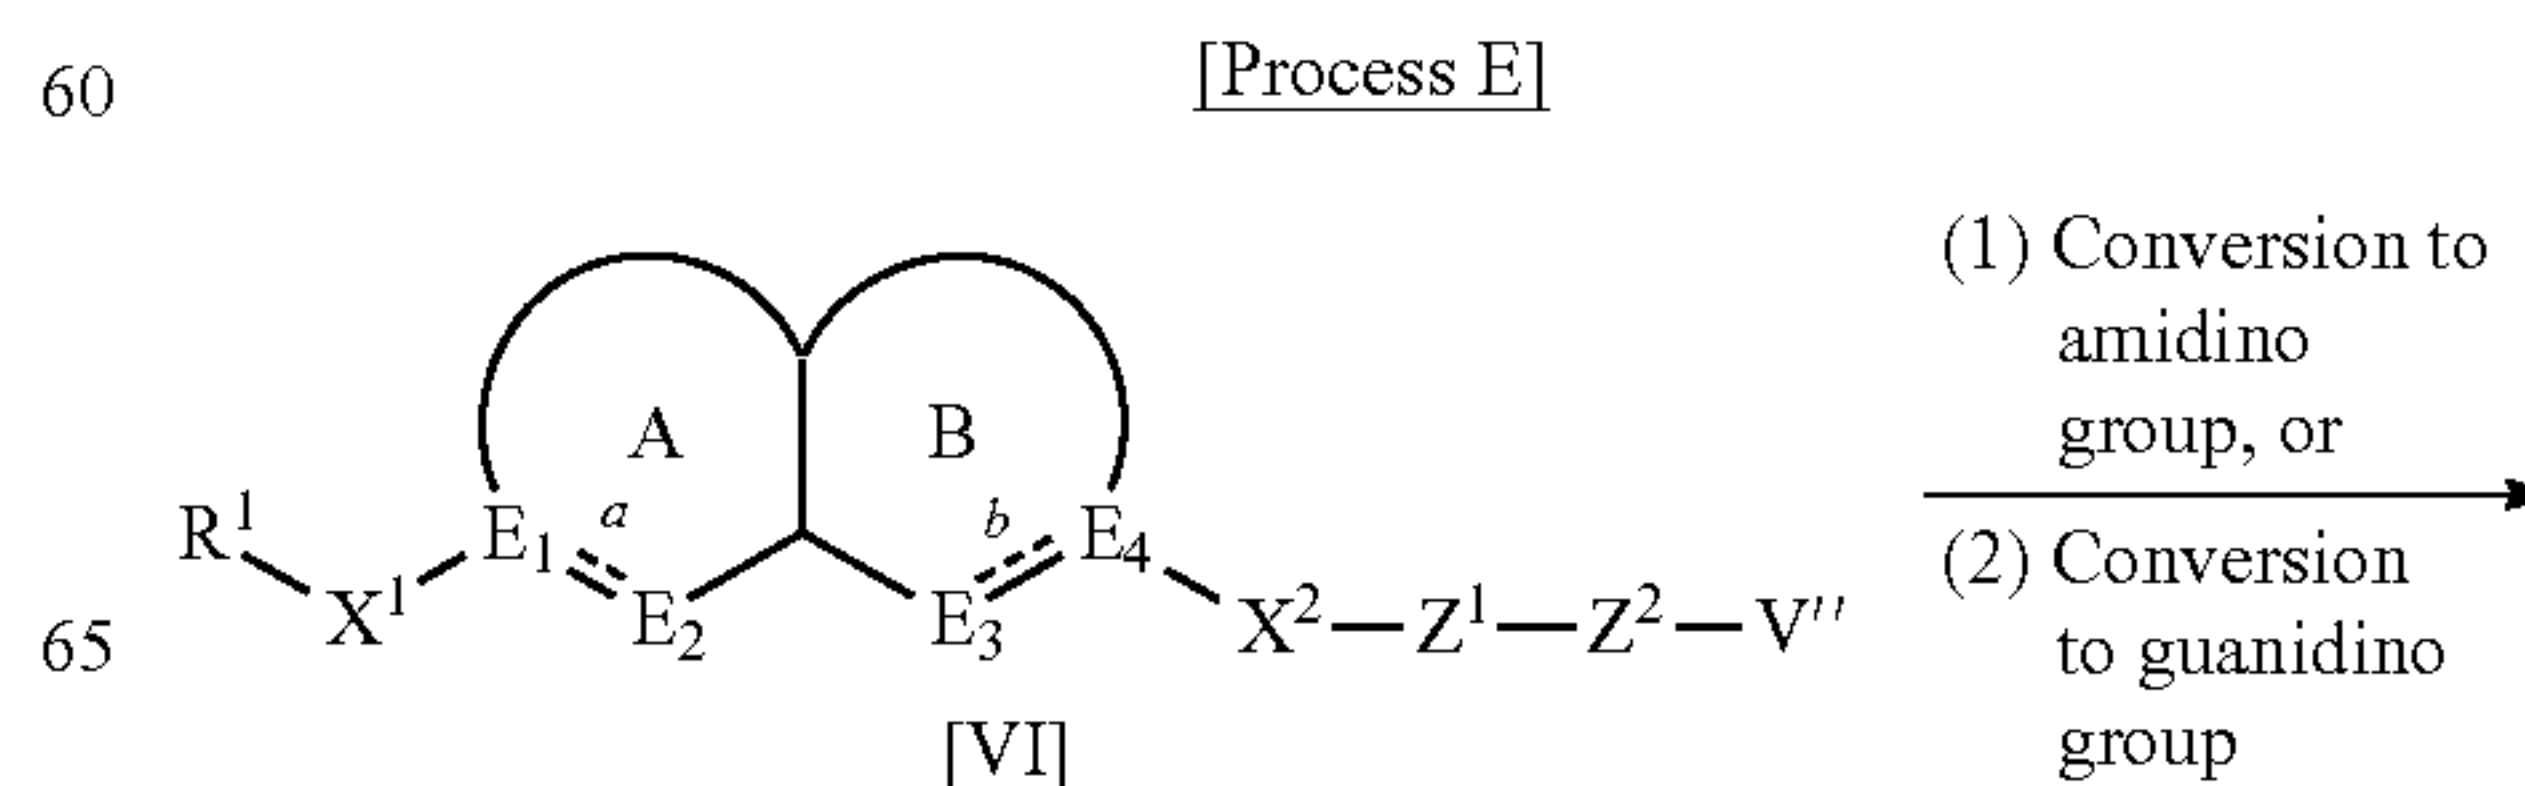 60
[Process E]
(1) Conversion to
amidino
group, or
(2) Conversion
to guanidino
group
A B
a b
R¹ E₁ E₄
X¹ E₂ E₃ X²—Z¹—Z²—V″
65
[VI]